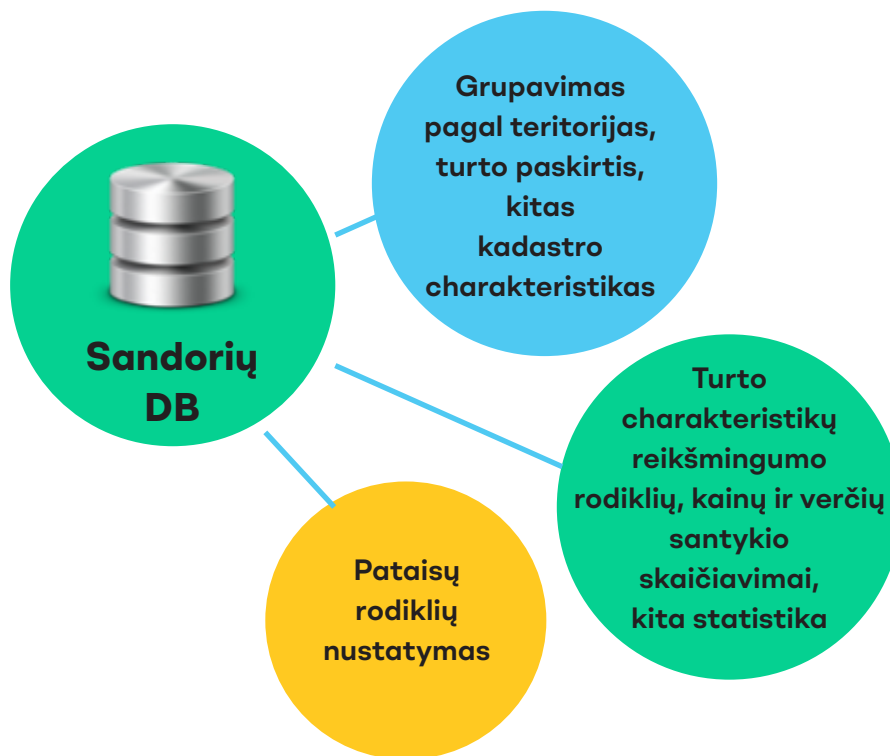 Grupavimas
pagal teritorijas,
turto paskirtis,
kitas
kadastro
charakteristikas
Sandorių
DB
Turto
charakteristikų
reikšmingumo
rodiklių, kainų ir verčių
santykio
skaičiavimai,
kita statistika
Pataisų
rodiklių
nustatymas